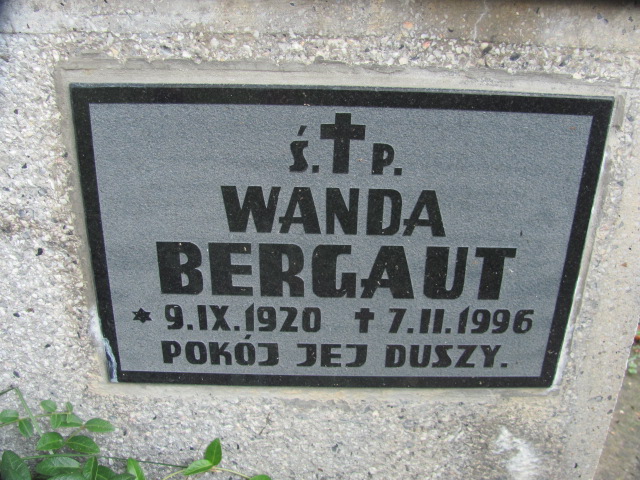 Ś.✝P.
WANDA
BERGAUT
* 9.IX.1920 † 7.II.1996
POKÓJ JEJ DUSZY.